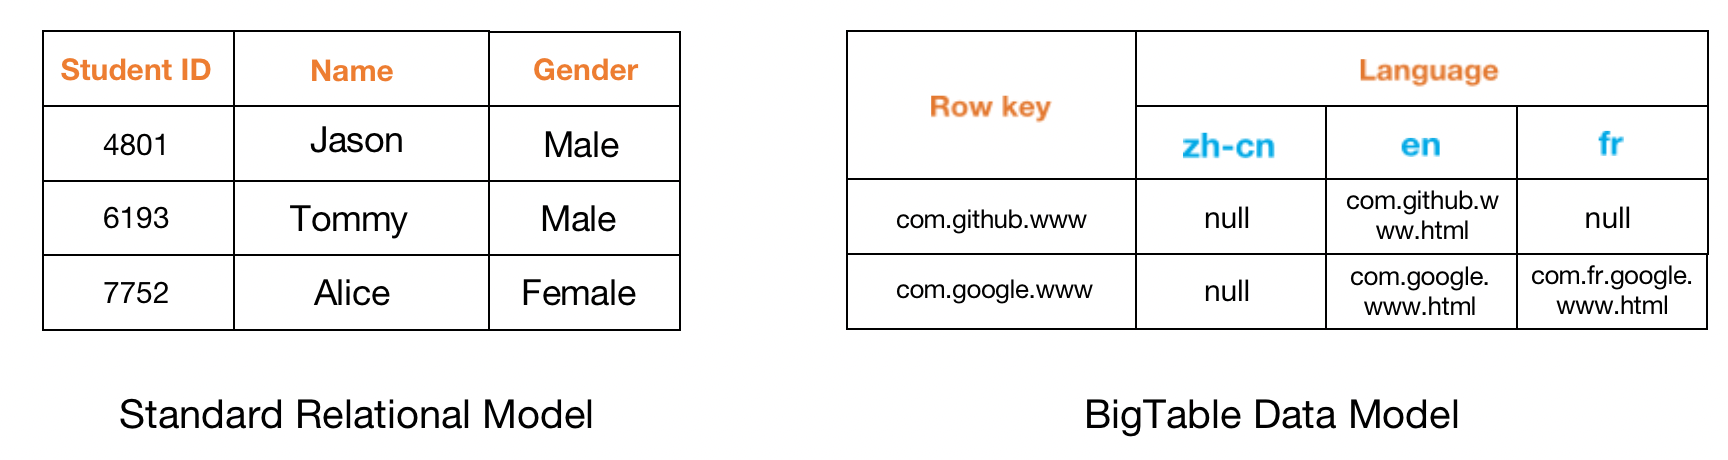 Student ID Name Gender
4801 Jason Male
6193 Tommy Male
7752 Alice Female
Standard Relational Model
Row key Language
zh-cn en fr
com.github.www null com.github.w null
ww.html
com.google.www null com.google. com.fr.google.
www.html www.html
BigTable Data Model